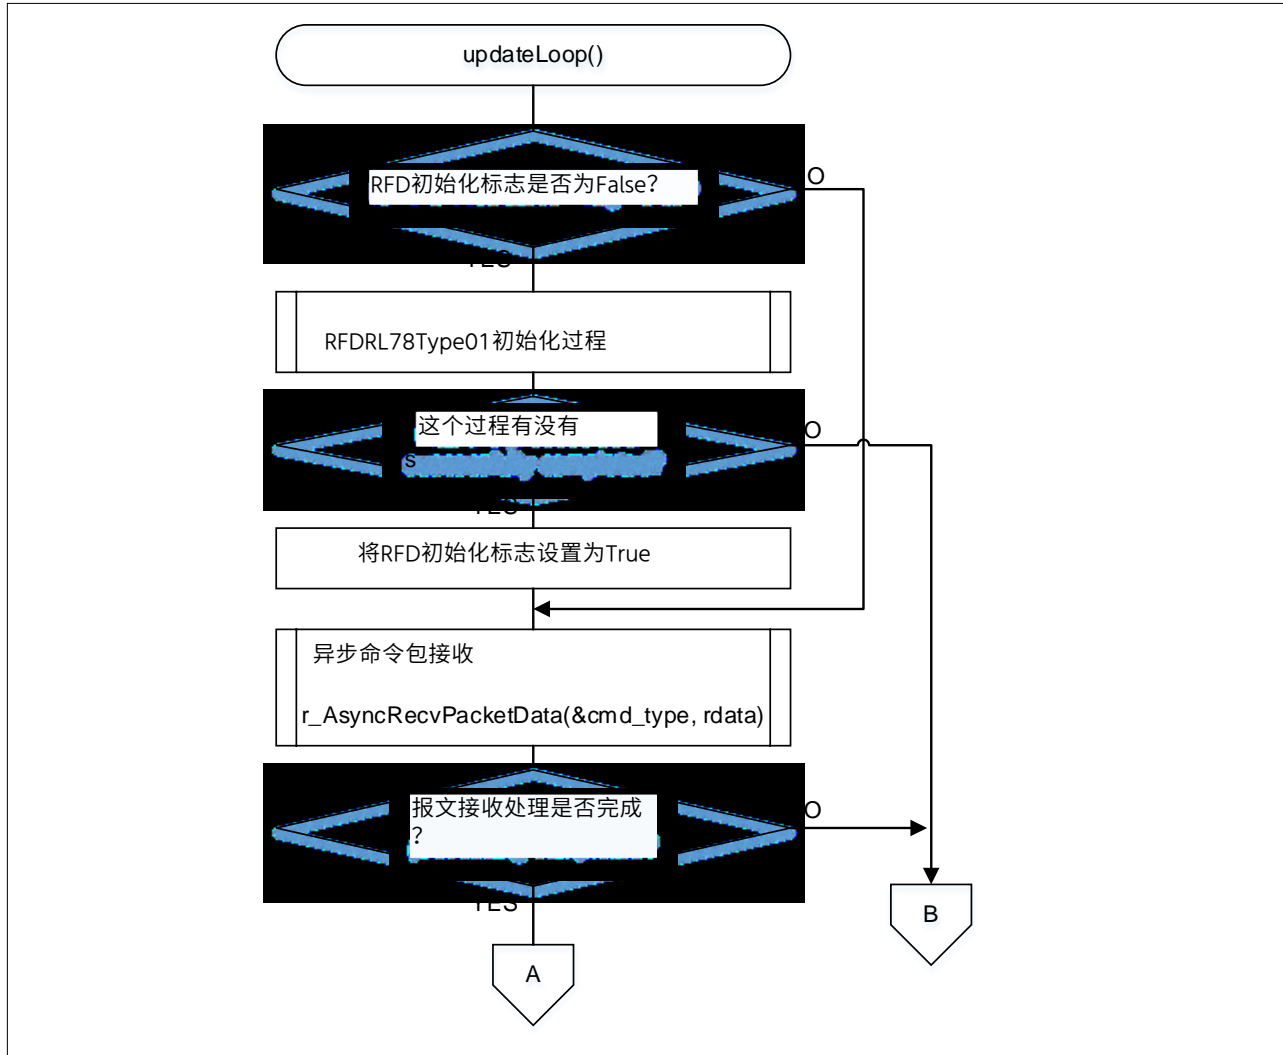 updateLoop()
RFD初始化标志是否为False?
O
YES
RFDRL78Type01初始化过程
这个过程有没有
O
s
YES
将RFD初始化标志设置为True
异步命令包接收
r_AsyncRecvPacketData(&cmd_type, rdata)
报文接收处理是否完成
?
O
YES
B
A